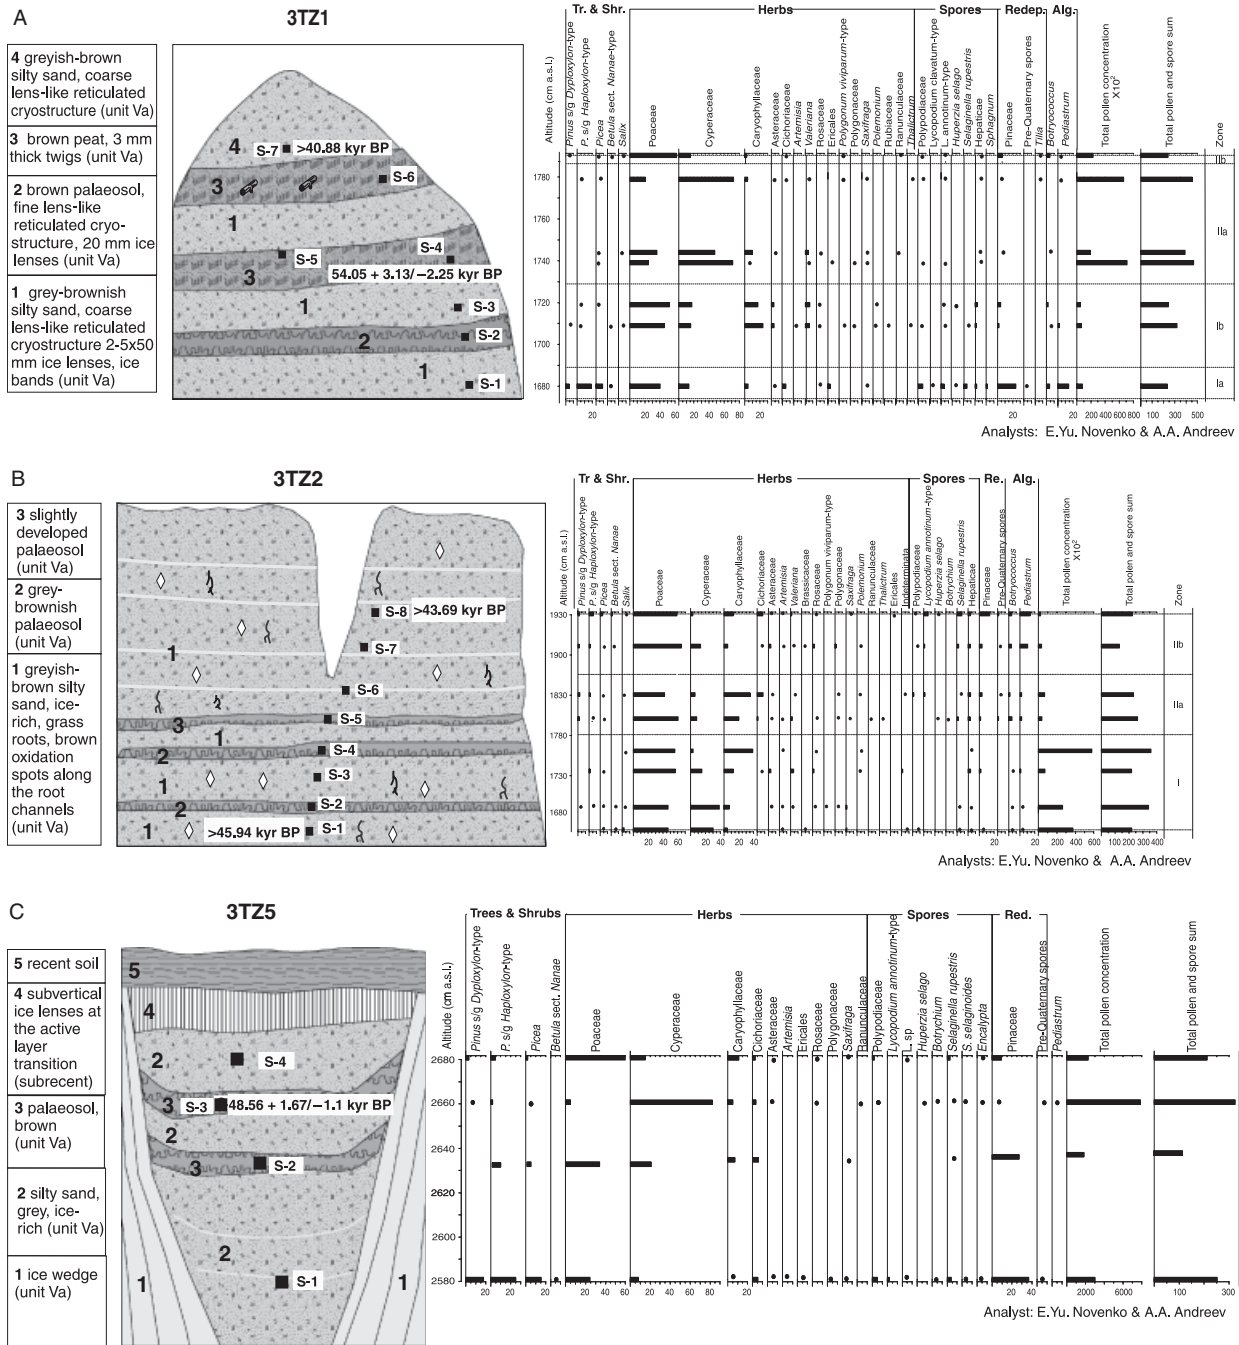 A
3TZ1
4 greyish-brown
silty sand, coarse
lens-like reticulated
cryostructure (unit Va)
3 brown peat, 3 mm
thick twigs (unit Va)
2 brown palaeosol,
fine lens-like
reticulated cryo-
structure, 20 mm ice
lenses (unit Va)
1 grey-brownish
silty sand, coarse
lens-like reticulated
cryostructure 2-5x50
mm ice lenses, ice
bands (unit Va)
4
S-7 >40.88 kyr BP
3
S-6
1
S-4
S-5
3
54.05 + 3.13/−2.25 kyr BP
1
S-3
S-2
2
1
S-1
Tr. & Shr.
Herbs
Spores
Redep.
Alg.
Altitude (cm a.s.l.)
Pinus s/g Dyploxylon-type
P. s/g Haploxylon-type
Picea
Betula sect. Nanae-type
Salix
Poaceae
Cyperaceae
Caryophyllaceae
Asteraceae
Cichoriaceae
Artemisia
Valeriana
Rosaceae
Ericales
Polygonum viviparum-type
Polygonaceae
Saxifraga
Polemonium
Rubiaceae
Ranunculaceae
Thalictrum
Polypodiaceae
Lycopodium clavatum-type
L. annotinum-type
Huperzia selago
Selaginella rupestris
Hepaticae
Sphagnum
Pinaceae
Pre-Quaternary spores
Tilia
Botryococcus
Pediastrum
Total pollen concentration
X10²
Total pollen and spore sum
Zone
1780
1760
1740
1720
1700
1680
IIb
IIa
Ib
Ia
20 20 40 60 20 40 60 80 20 20 20 200 400 600 800 100 200 300 400 500
Analysts: E.Yu. Novenko & A.A. Andreev
B
3TZ2
3 slightly
developed
palaeosol
(unit Va)
2 grey-
brownish
palaeosol
(unit Va)
1 greyish-
brown silty
sand, ice-
rich, grass
roots, brown
oxidation
spots along
the root
channels
(unit Va)
S-8 >43.69 kyr BP
S-7
1
S-6
S-5
3
1
S-4
2
S-3
1
S-2
2
1
>45.94 kyr BP S-1
Tr & Shr.
Herbs
Spores
Re.
Alg.
Altitude (cm a.s.l.)
Pinus s/g Dyploxylon-type
P. s/g Haploxylon-type
Picea
Betula sect. Nanae
Salix
Poaceae
Cyperaceae
Caryophyllaceae
Cichoriaceae
Asteraceae
Artemisia
Valeriana
Brassicaceae
Rosaceae
Polygonum viviparum-type
Polygonaceae
Saxifraga
Polemonium
Ranunculaceae
Thalictrum
Ericales
Indeterminata
Polypodiaceae
Lycopodium annotinum-type
Huperzia selago
Botrychium
Selaginella rupestris
Hepaticae
Pinaceae
Pre-Quaternary spores
Botryococcus
Pediastrum
Total pollen concentration
X10²
Total pollen and spore sum
Zone
1930
1900
1830
1800
1730
1680
IIb
IIa
I
20 40 60 20 40 20 40 20 20 200 400 600 100 200 300 400
Analysts: E.Yu. Novenko & A.A. Andreev
C
3TZ5
5 recent soil
4 subvertical
ice lenses at
the active
layer
transition
(subrecent)
3 palaeosol,
brown
(unit Va)
2 silty sand,
grey, ice-
rich (unit Va)
1 ice wedge
(unit Va)
5
4
2
S-4
3
S-3
48.56 + 1.67/−1.1 kyr BP
2
3
S-2
2
S-1
1
1
Trees & Shrubs
Herbs
Spores
Red.
Altitude (cm a.s.l.)
Pinus s/g Dyploxylon-type
P. s/g Haploxylon-type
Picea
Betula sect. Nanae
Poaceae
Cyperaceae
Caryophyllaceae
Cichoriaceae
Asteraceae
Artemisia
Ericales
Rosaceae
Polygonaceae
Saxifraga
Ranunculaceae
Polypodiaceae
Lycopodium annotinum-type
L. sp
Huperzia selago
Botrychium
Selaginella rupestris
S. selaginoides
Encalypta
Pinaceae
Pre-Quaternary spores
Pediastrum
Total pollen concentration
Total pollen and spore sum
2680
2660
2640
2620
2600
2580
20 20 20 20 40 60 20 40 60 80 20 20 40 2000 6000 100 300
Analyst: E.Yu. Novenko & A.A. Andreev